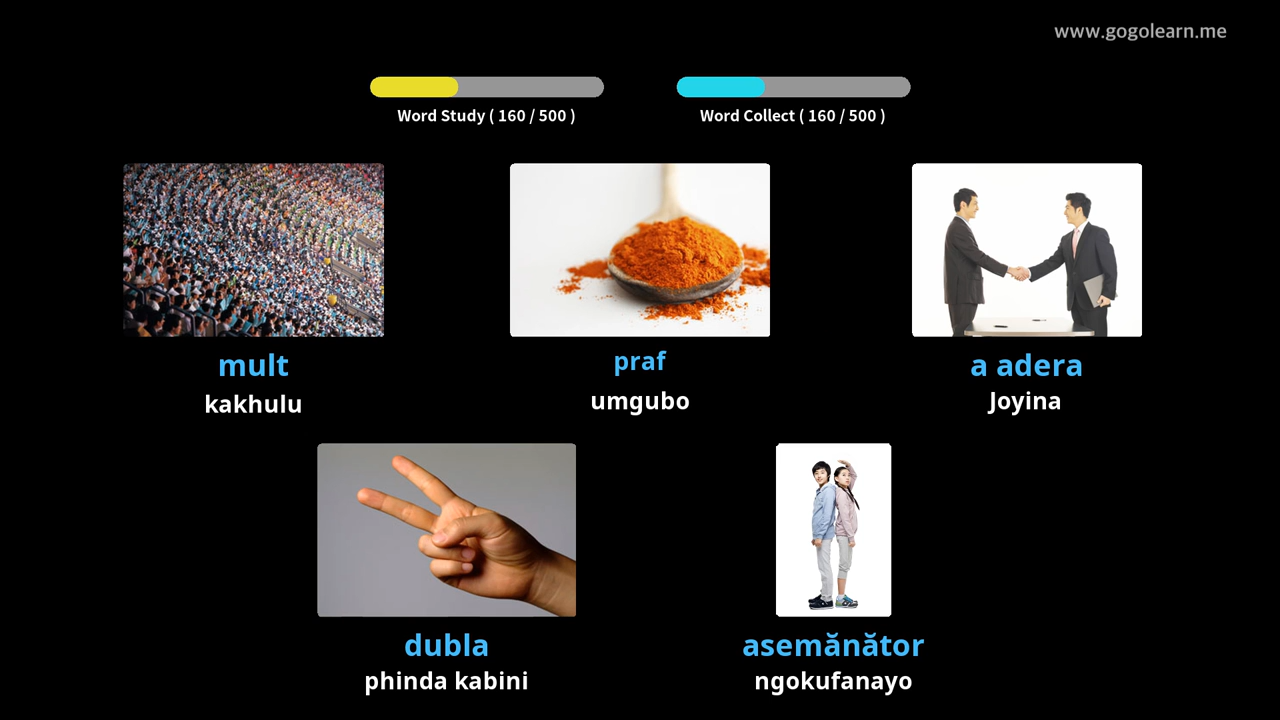 www.gogolearn.me
Word Study ( 160 / 500 )
Word Collect ( 160 / 500 )
mult
kakhulu
praf
umgubo
a adera
Joyina
dubla
phinda kabini
asemănător
ngokufanayo